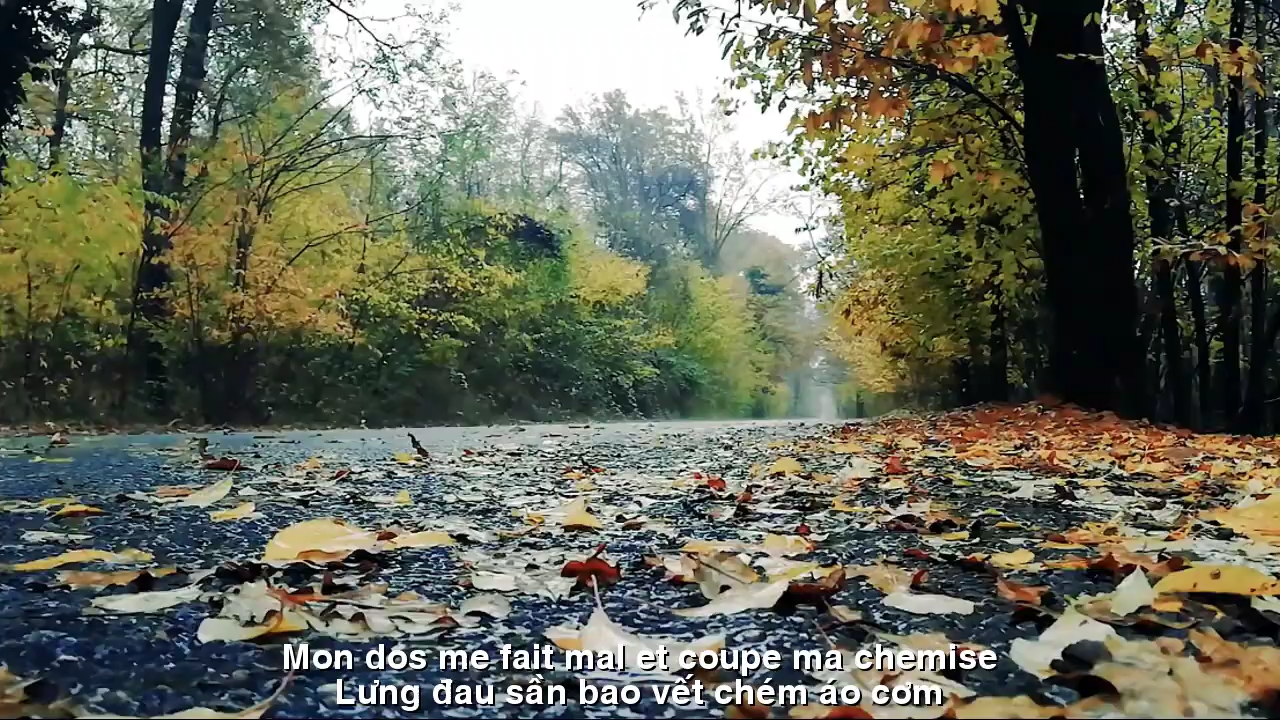 Mon dos me fait mal et coupe ma chemise
Lưng đau sần bao vết chém áo cơm